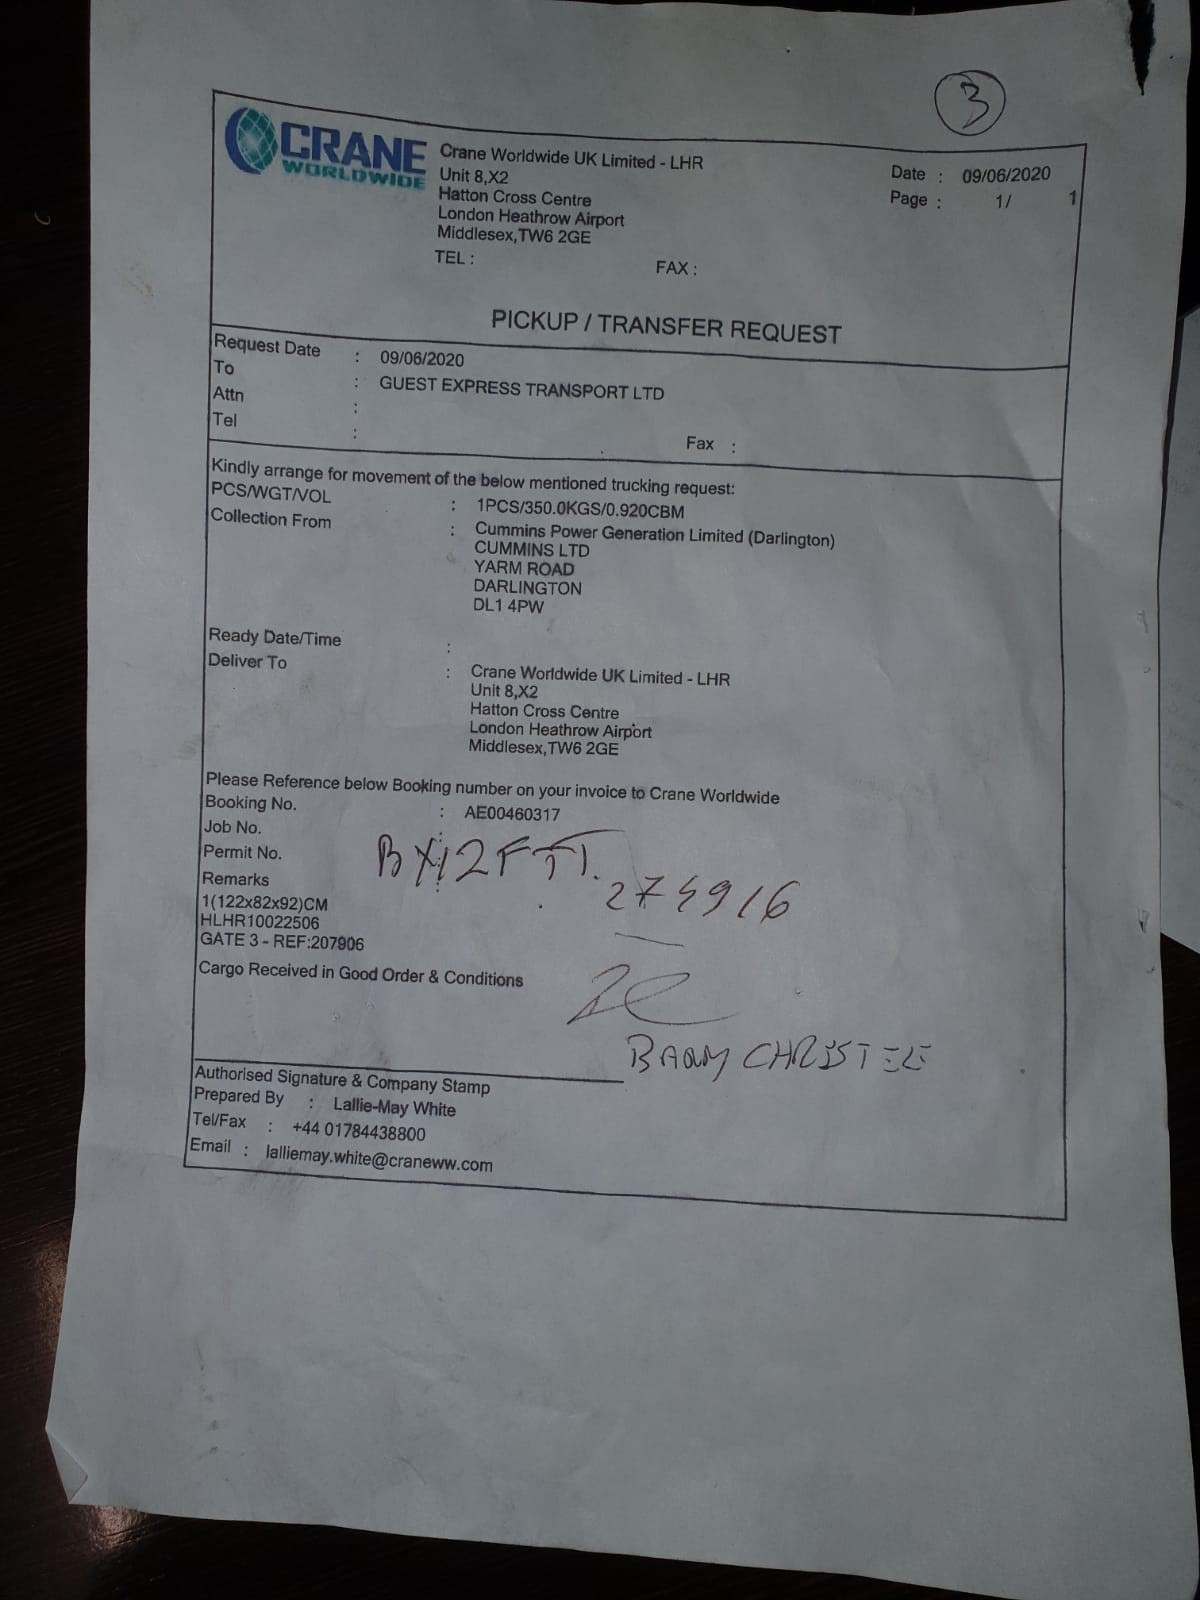 3
CRANE
WORLDWIDE
Crane Worldwide UK Limited - LHR
Unit 8,X2
Hatton Cross Centre
London Heathrow Airport
Middlesex,TW6 2GE
TEL :
FAX :
Date : 09/06/2020
Page : 1/ 1
PICKUP / TRANSFER REQUEST
Request Date : 09/06/2020
To : GUEST EXPRESS TRANSPORT LTD
Attn :
Tel :
Fax :
Kindly arrange for movement of the below mentioned trucking request:
PCS/WGT/VOL : 1PCS/350.0KGS/0.920CBM
Collection From : Cummins Power Generation Limited (Darlington)
CUMMINS LTD
YARM ROAD
DARLINGTON
DL1 4PW
Ready Date/Time :
Deliver To : Crane Worldwide UK Limited - LHR
Unit 8,X2
Hatton Cross Centre
London Heathrow Airport
Middlesex,TW6 2GE
Please Reference below Booking number on your invoice to Crane Worldwide
Booking No. : AE00460317
Job No. :
Permit No. :
Remarks :
1(122x82x92)CM
HLHR10022506
GATE 3 - REF:207906
Cargo Received in Good Order & Conditions
Authorised Signature & Company Stamp
Prepared By : Lallie-May White
Tel/Fax : +44 01784438800
Email : lalliemay.white@craneww.com